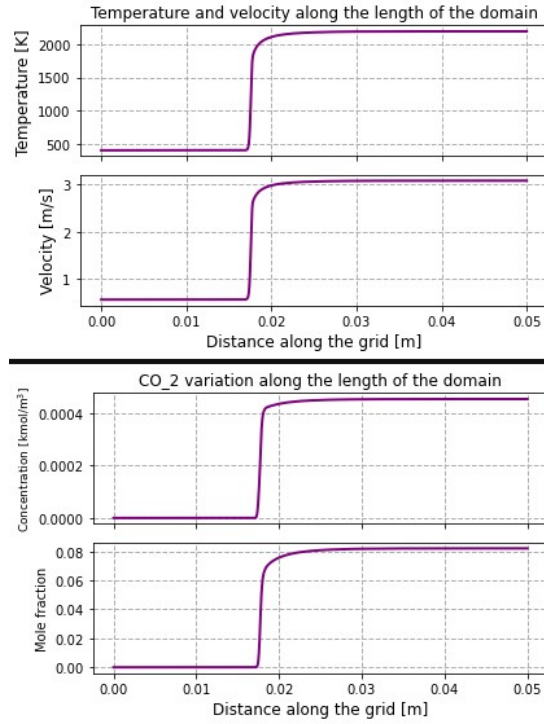 Temperature and velocity along the length of the domain
Temperature [K]
2000
1500
1000
500
Velocity [m/s]
3
2
1
0.00 0.01 0.02 0.03 0.04 0.05
Distance along the grid [m]
CO_2 variation along the length of the domain
Concentration [kmol/m³]
0.0004
0.0002
0.0000
Mole fraction
0.08
0.06
0.04
0.02
0.00
0.00 0.01 0.02 0.03 0.04 0.05
Distance along the grid [m]